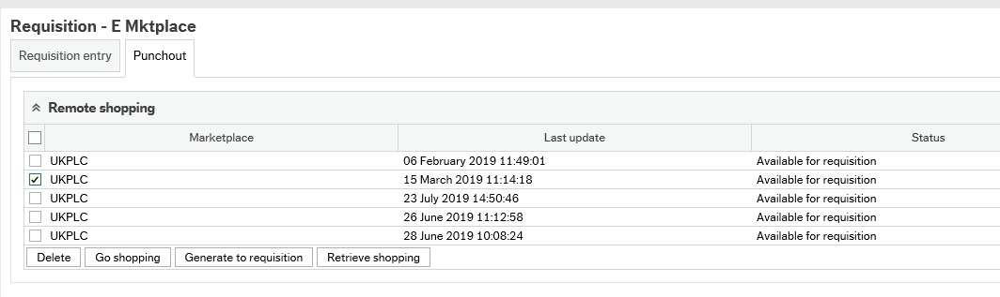 Requisition - E Mktplace
Requisition entry Punchout
Remote shopping
Marketplace Last update Status
UKPLC 06 February 2019 11:49:01 Available for requisition
UKPLC 15 March 2019 11:14:18 Available for requisition
UKPLC 23 July 2019 14:50:46 Available for requisition
UKPLC 26 June 2019 11:12:58 Available for requisition
UKPLC 28 June 2019 10:08:24 Available for requisition
Delete Go shopping Generate to requisition Retrieve shopping